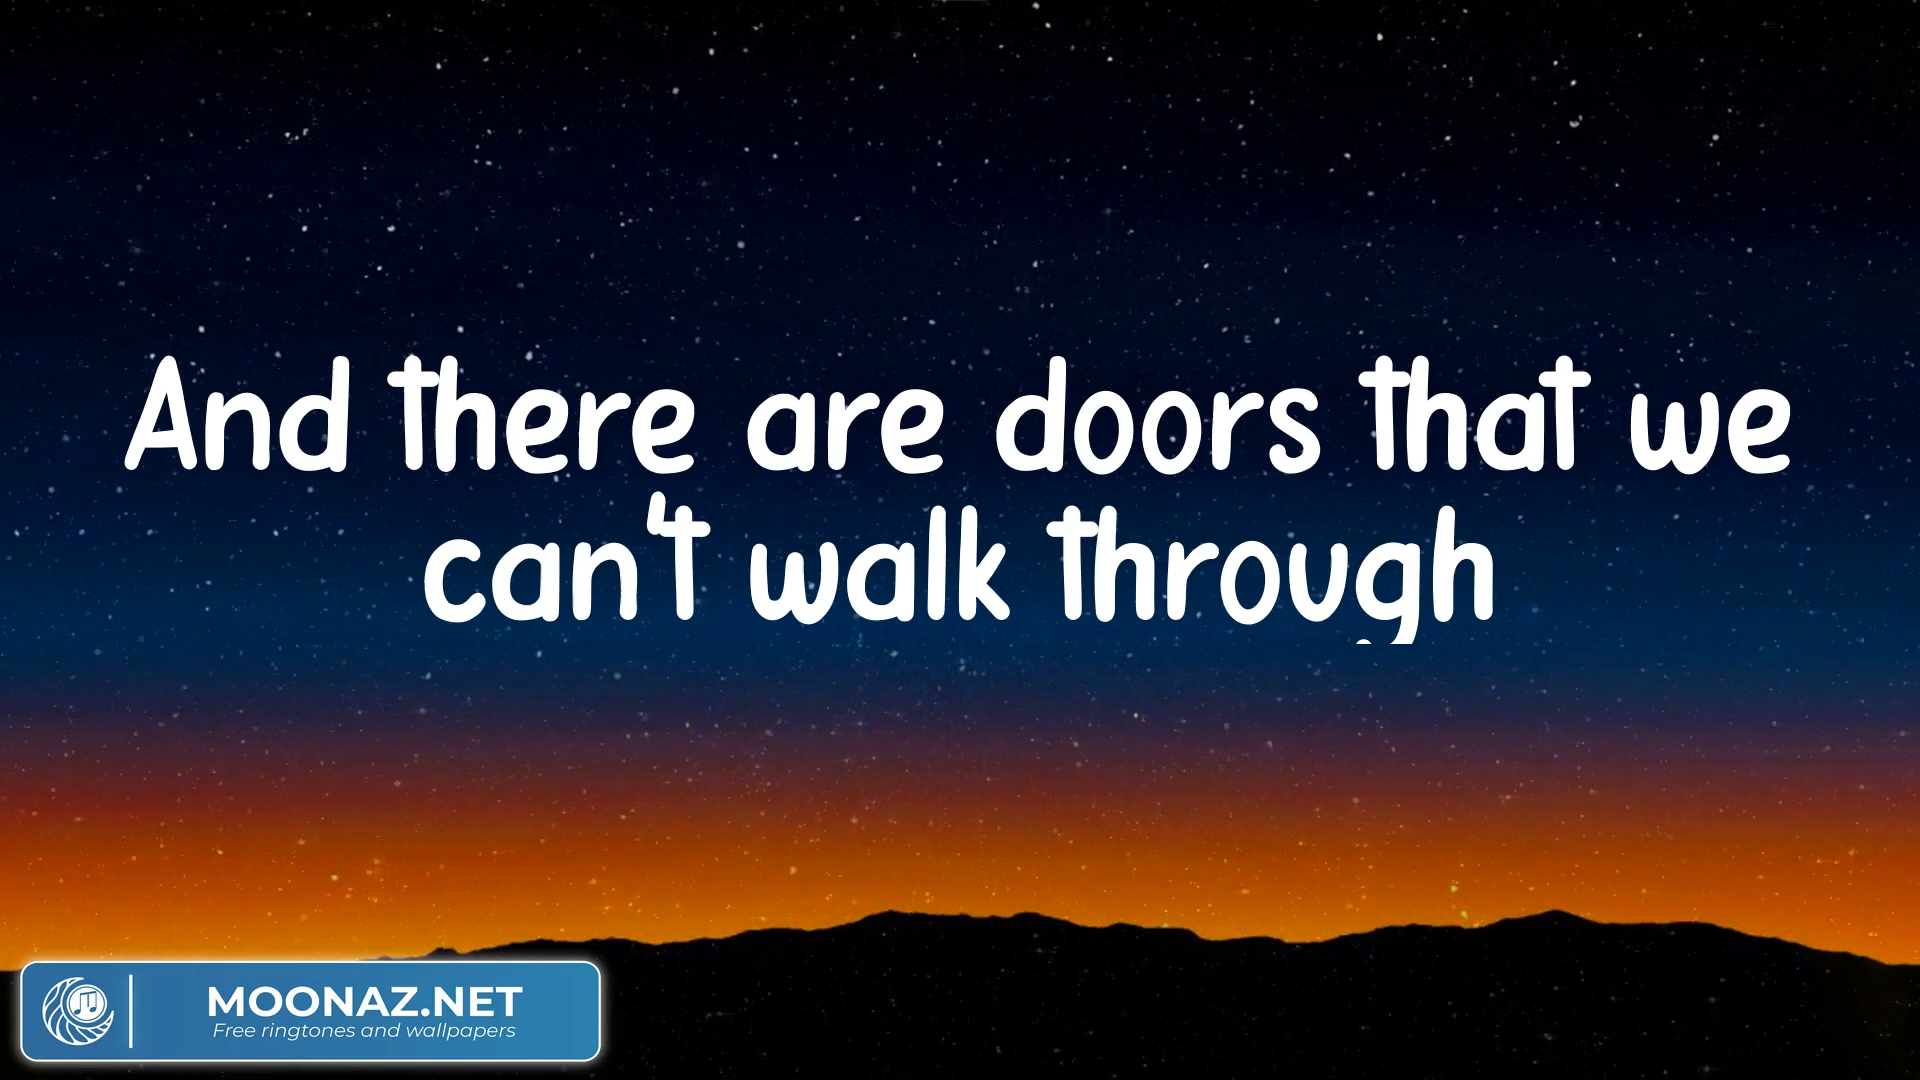 And there are doors that we
can't walk through
MOONAZ.NET
Free ringtones and wallpapers